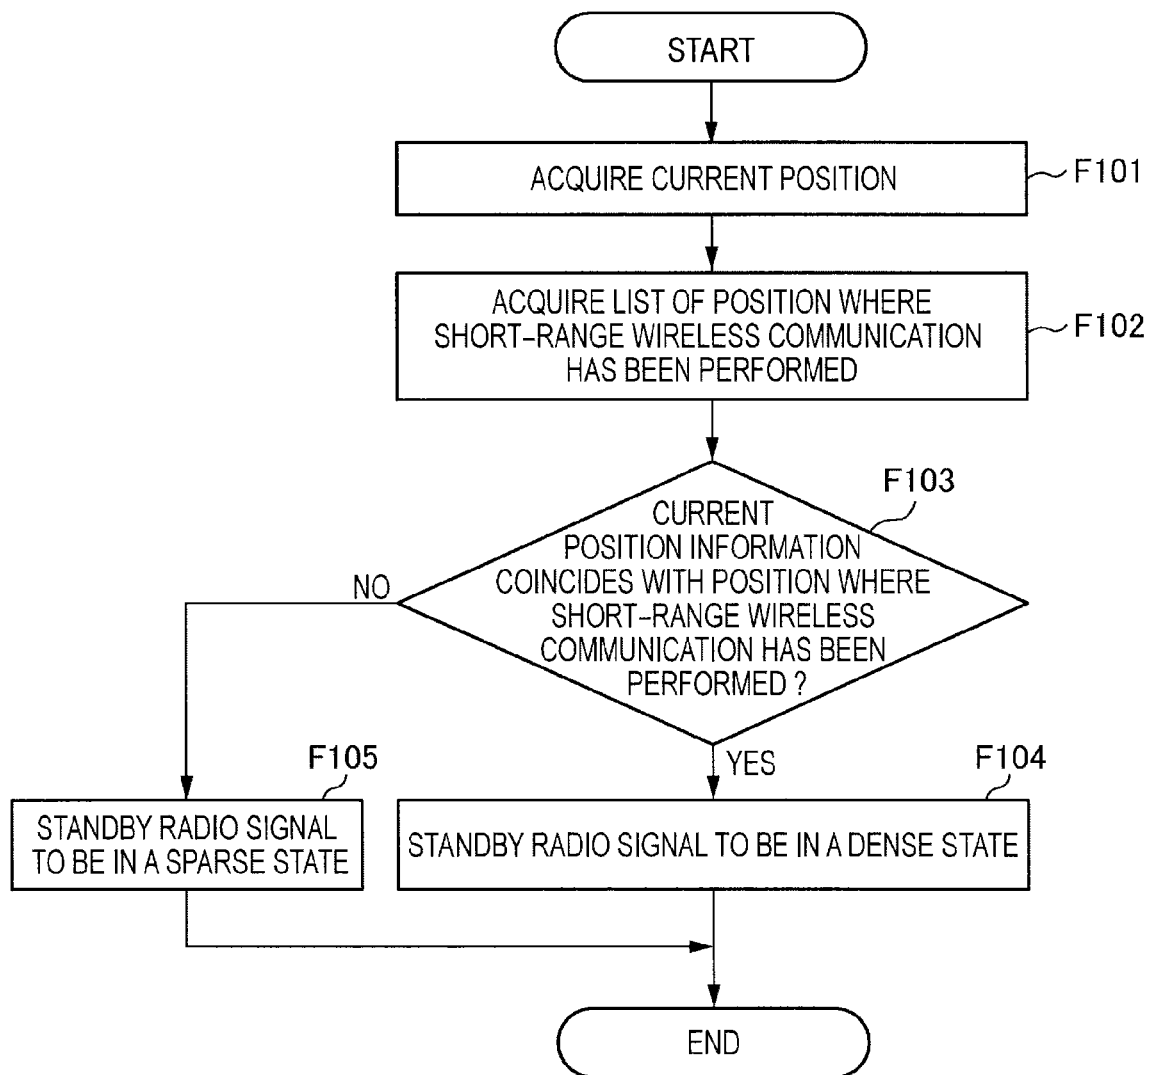 START
ACQUIRE CURRENT POSITION
F101
ACQUIRE LIST OF POSITION WHERE
SHORT-RANGE WIRELESS COMMUNICATION
HAS BEEN PERFORMED
F102
F103
CURRENT
POSITION INFORMATION
COINCIDES WITH POSITION WHERE
SHORT-RANGE WIRELESS
COMMUNICATION HAS BEEN
PERFORMED ?
NO
YES
F105
STANDBY RADIO SIGNAL
TO BE IN A SPARSE STATE
F104
STANDBY RADIO SIGNAL TO BE IN A DENSE STATE
END